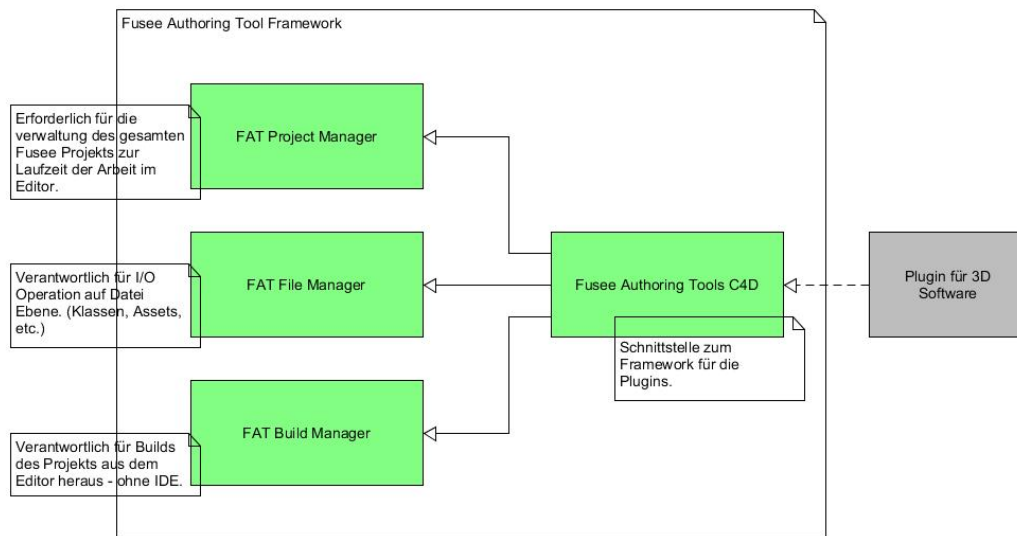 Fusee Authoring Tool Framework
Erforderlich für die
verwaltung des gesamten
Fusee Projekts zur
Laufzeit der Arbeit im
Editor.
FAT Project Manager
Verantwortlich für I/O
Operation auf Datei
Ebene. (Klassen, Assets,
etc.)
FAT File Manager
Fusee Authoring Tools C4D
Plugin für 3D
Software
Schnittstelle zum
Framework für die
Plugins.
Verantwortlich für Builds
des Projekts aus dem
Editor heraus - ohne IDE.
FAT Build Manager